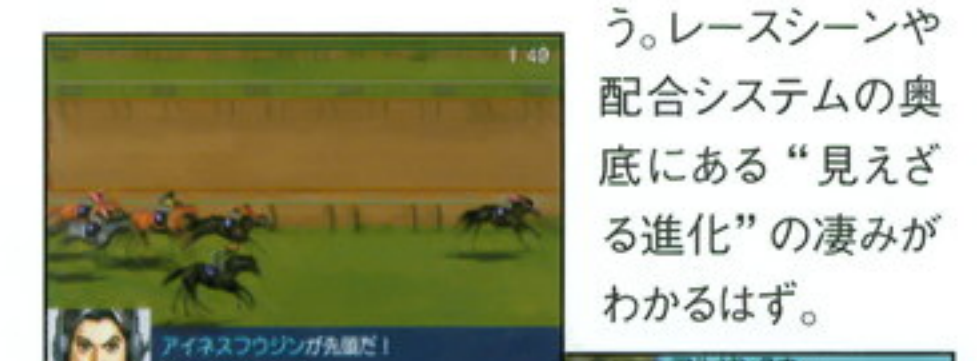 う。レースシーンや
配合システムの奥
底にある“見えざ
る進化”の凄みが
わかるはず。
1 49
アイネスフウジンが先頭だ！